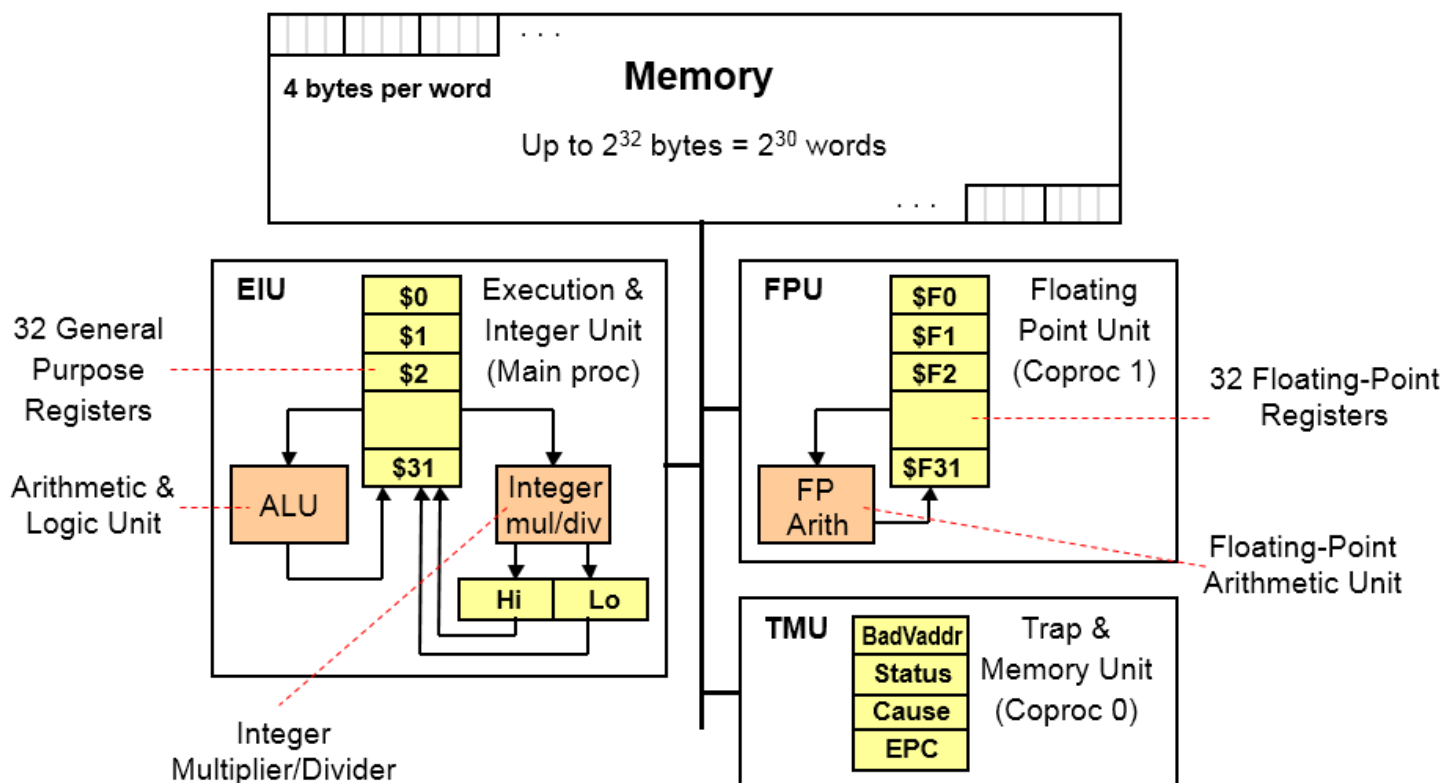 . . .
4 bytes per word
Memory
Up to 2³² bytes = 2³⁰ words
. . .
EIU
$0
$1
$2
$31
Execution &
Integer Unit
(Main proc)
32 General
Purpose
Registers
Arithmetic &
Logic Unit
ALU
Integer
mul/div
Hi
Lo
Integer
Multiplier/Divider
FPU
$F0
$F1
$F2
$F31
Floating
Point Unit
(Coproc 1)
32 Floating-Point
Registers
FP
Arith
Floating-Point
Arithmetic Unit
TMU
BadVaddr
Status
Cause
EPC
Trap &
Memory Unit
(Coproc 0)